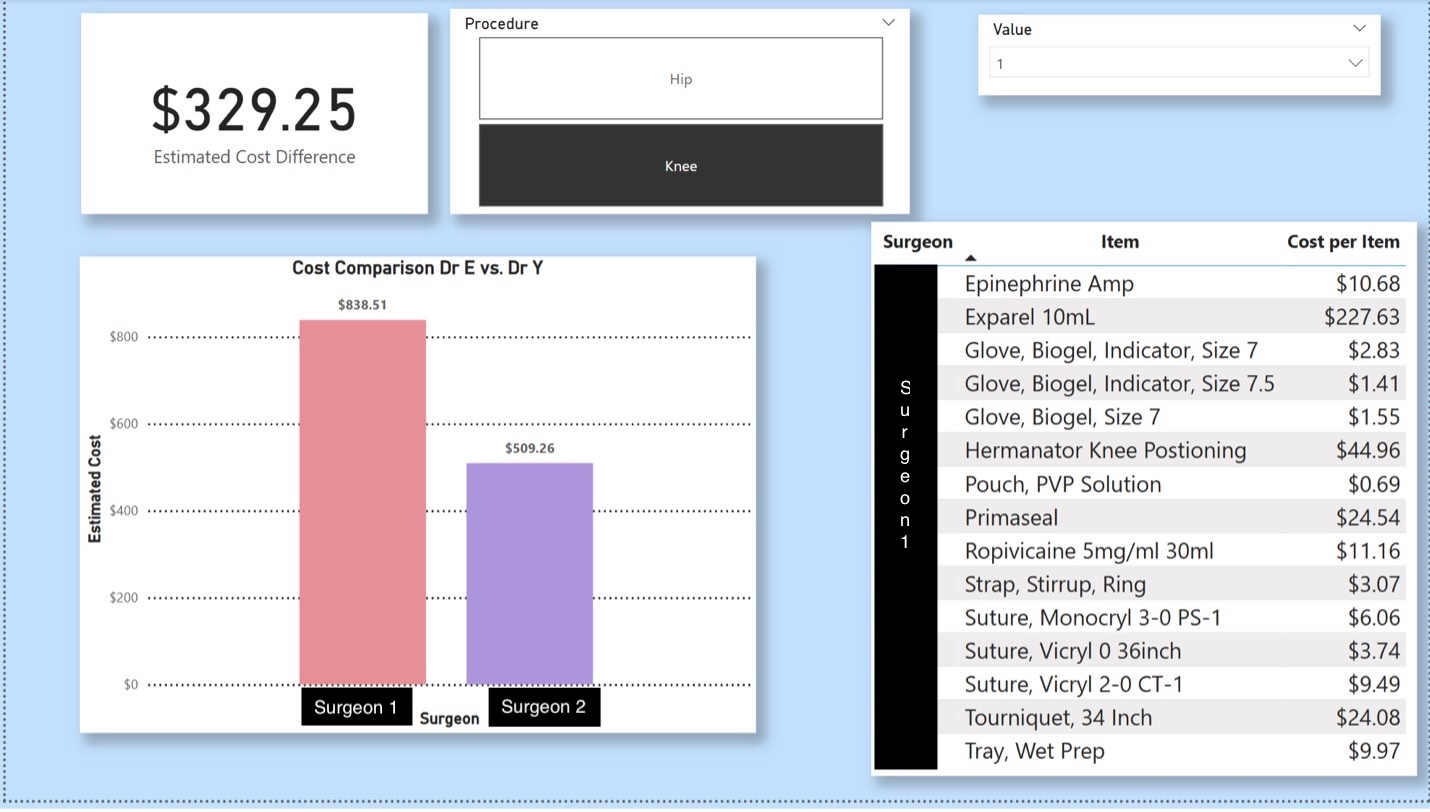 $329.25
Estimated Cost Difference
Procedure
Hip
Knee
Value
1
Cost Comparison Dr E vs. Dr Y
$838.51
$509.26
$800
$600
$400
$200
$0
Estimated Cost
Surgeon 1
Surgeon 2
Surgeon
Surgeon Item Cost per Item
Surgeon1
Epinephrine Amp $10.68
Exparel 10mL $227.63
Glove, Biogel, Indicator, Size 7 $2.83
Glove, Biogel, Indicator, Size 7.5 $1.41
Glove, Biogel, Size 7 $1.55
Hermanator Knee Postioning $44.96
Pouch, PVP Solution $0.69
Primaseal $24.54
Ropivicaine 5mg/ml 30ml $11.16
Strap, Stirrup, Ring $3.07
Suture, Monocryl 3-0 PS-1 $6.06
Suture, Vicryl 0 36inch $3.74
Suture, Vicryl 2-0 CT-1 $9.49
Tourniquet, 34 Inch $24.08
Tray, Wet Prep $9.97